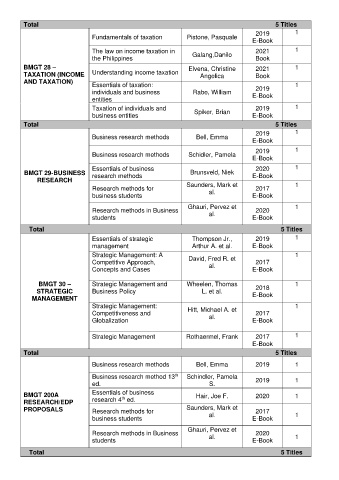 Total 5 Titles
BMGT 28 –
TAXATION (INCOME
AND TAXATION)
Fundamentals of taxation Pistone, Pasquale 2019
E-Book 1
The law on income taxation in
the Philippines Galang,Danilo 2021
Book 1
Understanding income taxation Elvena, Christine
Angelica 2021
Book 1
Essentials of taxation:
individuals and business
entities Rabo, William 2019
E-Book 1
Taxation of individuals and
business entities Spiker, Brian 2019
E-Book 1
Total 5 Titles
BMGT 29-BUSINESS
RESEARCH
Business research methods Bell, Emma 2019
E-Book 1
Business research methods Schidler, Pamela 2019
E-Book 1
Essentials of business
research methods Brunsveld, Niek 2020
E-Book 1
Research methods for
business students Saunders, Mark et
al. 2017
E-Book 1
Research methods in Business
students Ghauri, Pervez et
al. 2020
E-Book 1
Total 5 Titles
BMGT 30 –
STRATEGIC
MANAGEMENT
Essentials of strategic
management Thompson Jr.,
Arthur A. et al. 2019
E-Book 1
Strategic Management: A
Competitive Approach,
Concepts and Cases David, Fred R. et
al. 2017
E-Book 1
Strategic Management and
Business Policy Wheelen, Thomas
L. et al. 2018
E-Book 1
Strategic Management:
Competitiveness and
Globalization Hitt, Michael A. et
al. 2017
E-Book 1
Strategic Management Rothaermel, Frank 2017
E-Book 1
Total 5 Titles
BMGT 200A
RESEARCH/EDP
PROPOSALS
Business research methods Bell, Emma 2019 1
Business research method 13th
ed. Schindler, Pamela
S. 2019 1
Essentials of business
research 4th ed. Hair, Joe F. 2020 1
Research methods for
business students Saunders, Mark et
al. 2017
E-Book 1
Research methods in Business
students Ghauri, Pervez et
al. 2020
E-Book 1
Total 5 Titles